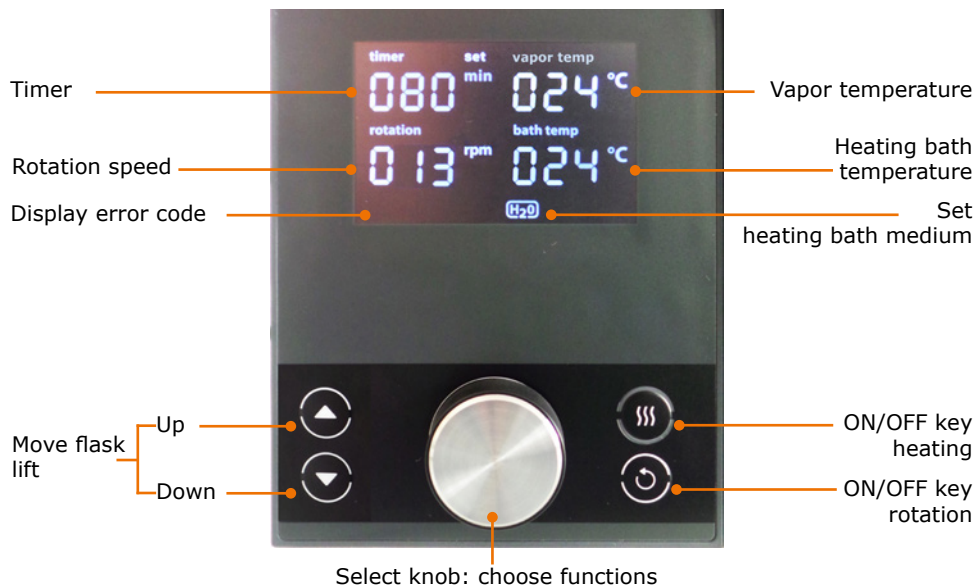 timer set vapor temp
080 min 024 °C
rotation bath temp
013 rpm 024 °C
H2O
Timer
Rotation speed
Display error code
Vapor temperature
Heating bath
temperature
Set
heating bath medium
Move flask
lift
Up
Down
ON/OFF key
heating
ON/OFF key
rotation
Select knob: choose functions